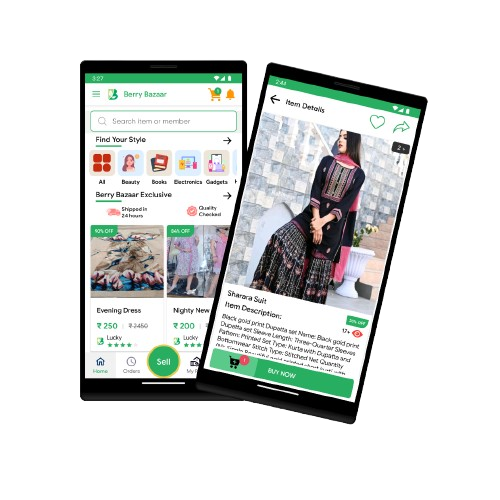 5:27
Berry Bazaar
1
Search item or member
Find Your Style
All
Beauty
Books
Electronics
Gadgets
Berry Bazaar Exclusive
Shipped in
24 hours
Quality
Checked
90% OFF
86% OFF
Evening Dress
Nighty New
₹ 250
₹ 2450
₹ 200
Lucky
Lucky
Home
Orders
Sell
My
2:44
Item Details
2
Sharara Suit
Item Description:
17+
Black gold print Dupatta set Name: Black gold print
Dupatta set Sleeve Length: Three-Quarter Sleeves
Pattern: Printed Set Type: Kurta with Dupatta and
Bottomwear Stitch Type: Stitched Net Quantity
BUY NOW